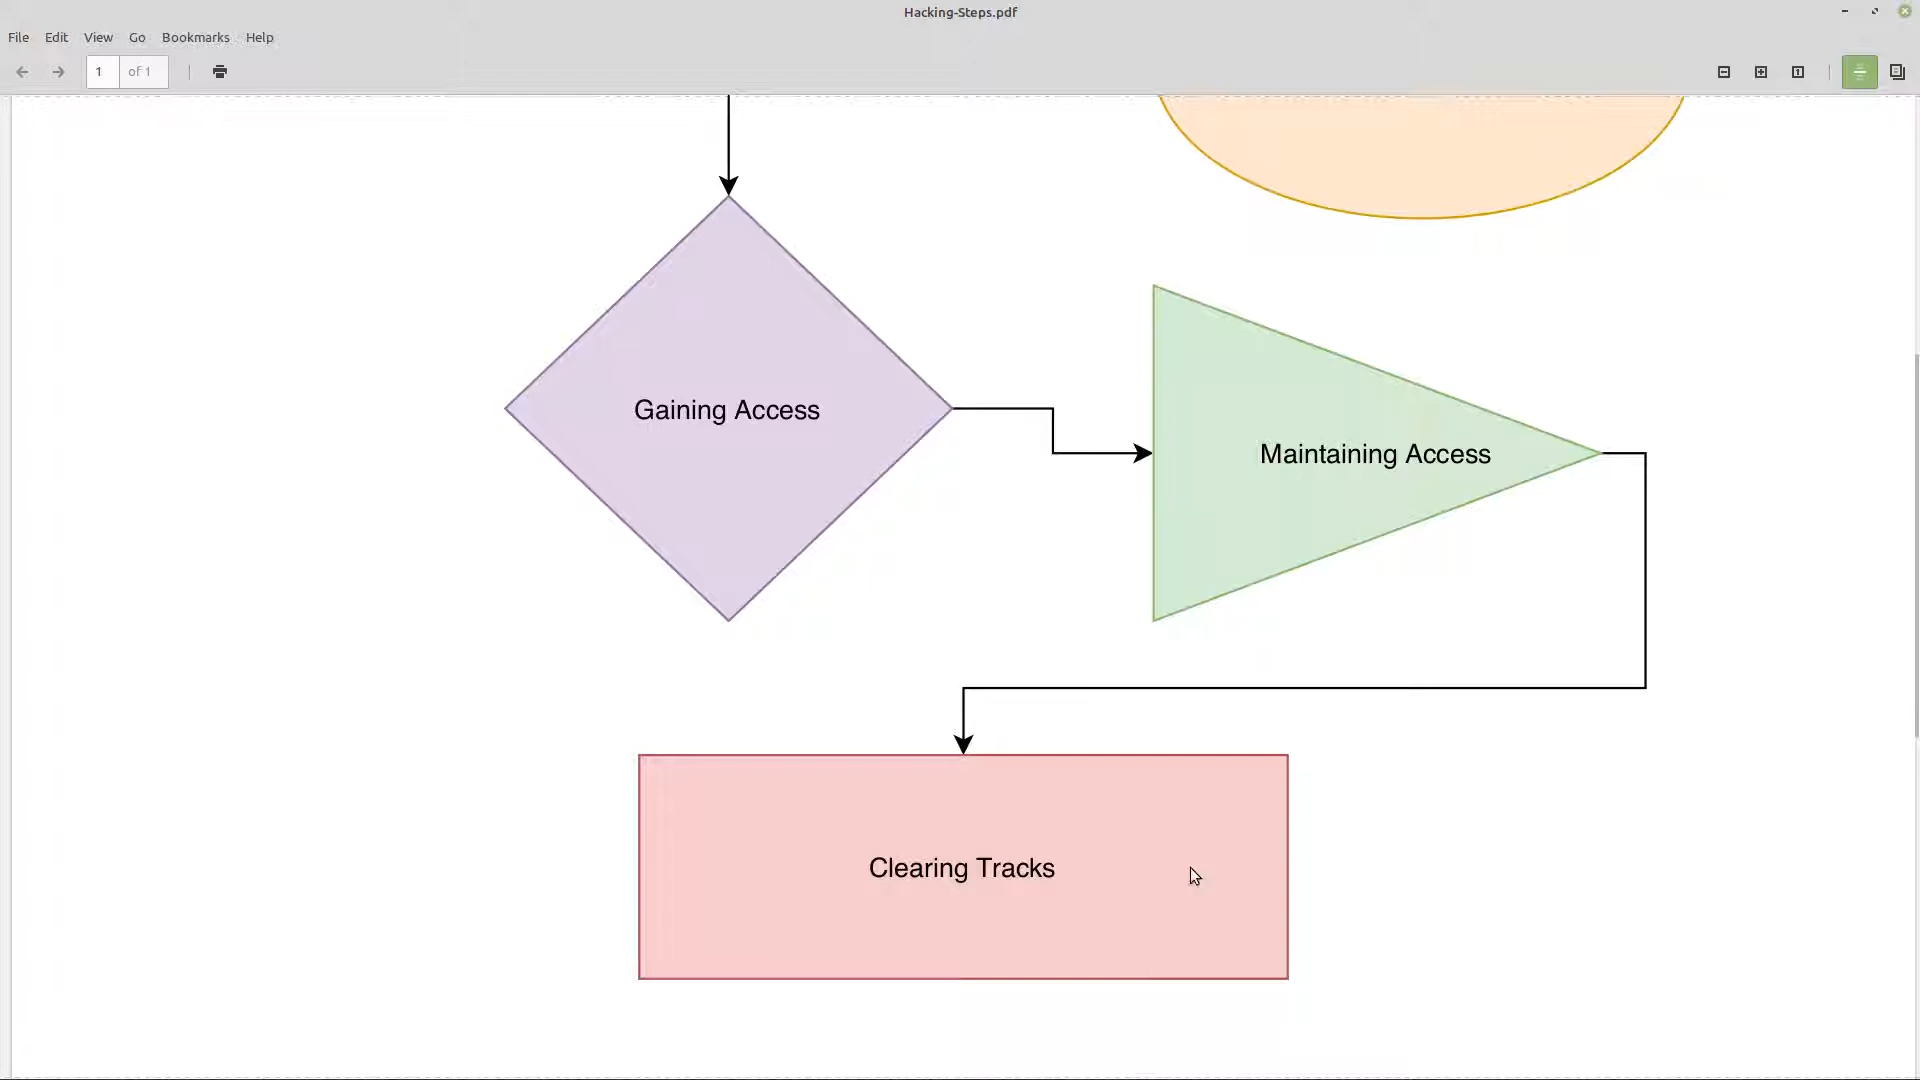 Hacking-Steps.pdf
File Edit View Go Bookmarks Help
1 of 1
Gaining Access
Maintaining Access
Clearing Tracks